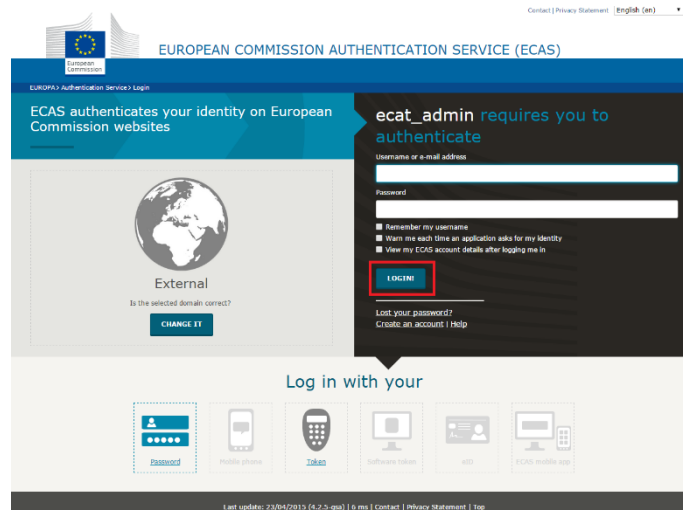 Contact | Privacy Statement English (en)
EUROPEAN COMMISSION AUTHENTICATION SERVICE (ECAS)
European
Commission
EUROPA > Authentication Service > Login
ECAS authenticates your identity on European
Commission websites
External
Is the selected domain correct?
CHANGE IT
ecat_admin requires you to
authenticate
Username or e-mail address
Password
Remember my username
Warn me each time an application asks for my identity
View my ECAS account details after logging me in
LOGIN!
Lost your password?
Create an account | Help
Log in with your
Password
Mobile phone
Token
Software token
eID
ECAS mobile app
Last update: 23/04/2015 (4.2.5-gsa) | 6 ms | Contact | Privacy Statement | Top